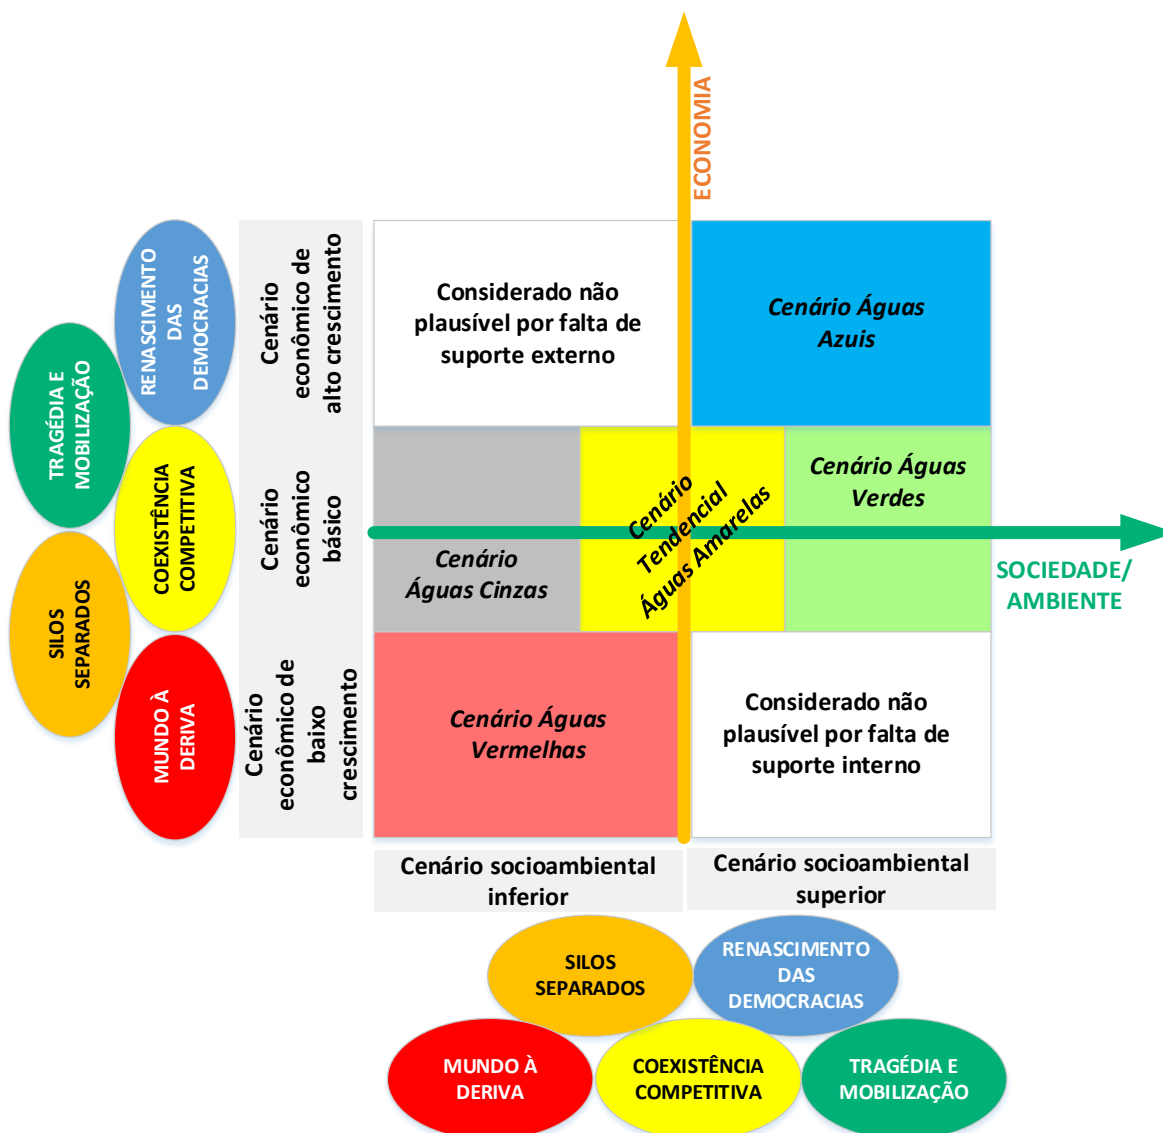 ECONOMIA
RENASCIMENTO
DAS
DEMOCRACIAS
TRAGÉDIA E
MOBILIZAÇÃO
COEXISTÊNCIA
COMPETITIVA
SILOS
SEPARADOS
MUNDO À
DERIVA
Cenário
econômico de
alto crescimento
Cenário
econômico
básico
Cenário
econômico de
baixo
crescimento
Considerado não
plausível por falta de
suporte externo
Cenário Águas
Azuis
Cenário
Águas Cinzas
Cenário
Tendencial
Águas Amarelas
Cenário Águas
Verdes
SOCIEDADE/
AMBIENTE
Cenário Águas
Vermelhas
Considerado não
plausível por falta de
suporte interno
Cenário socioambiental
inferior
Cenário socioambiental
superior
SILOS
SEPARADOS
RENASCIMENTO
DAS
DEMOCRACIAS
MUNDO À
DERIVA
COEXISTÊNCIA
COMPETITIVA
TRAGÉDIA E
MOBILIZAÇÃO